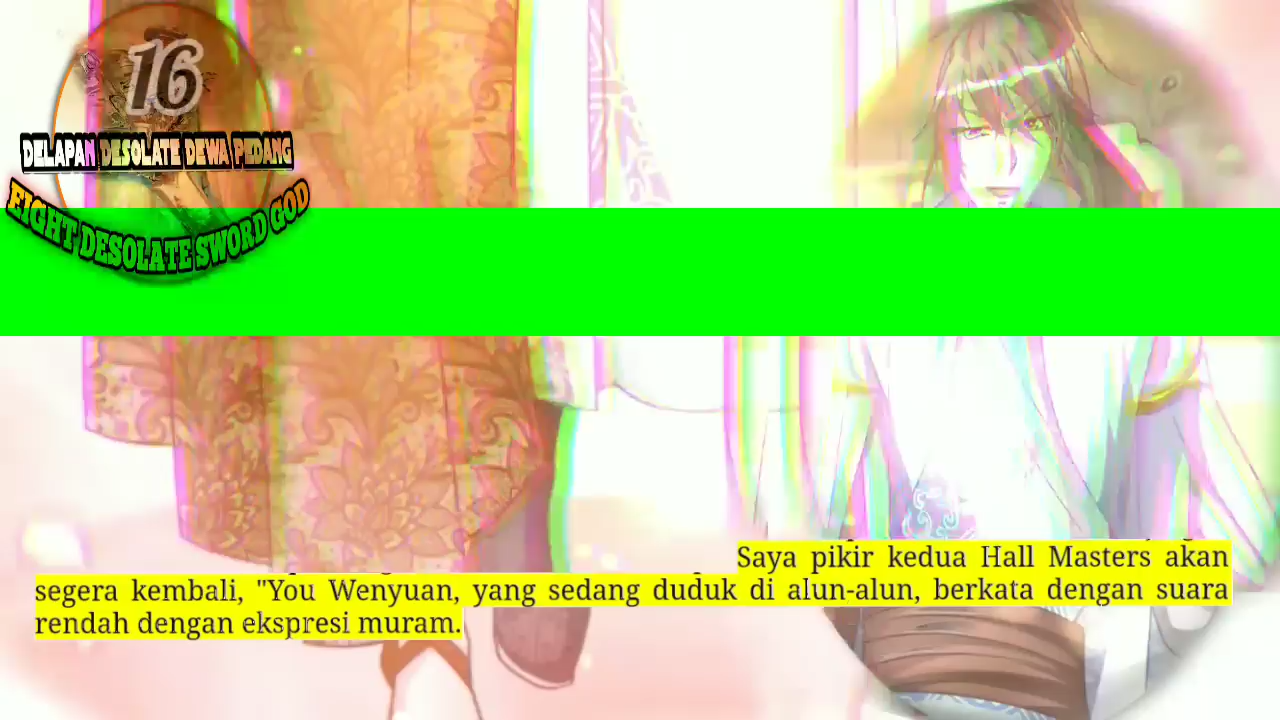 16
DELAPAN DESOLATE DEWA PEDANG
EIGHT DESOLATE SWORD GOD
Saya pikir kedua Hall Masters akan
segera kembali, "You Wenyuan, yang sedang duduk di alun-alun, berkata dengan suara
rendah dengan ekspresi muram.